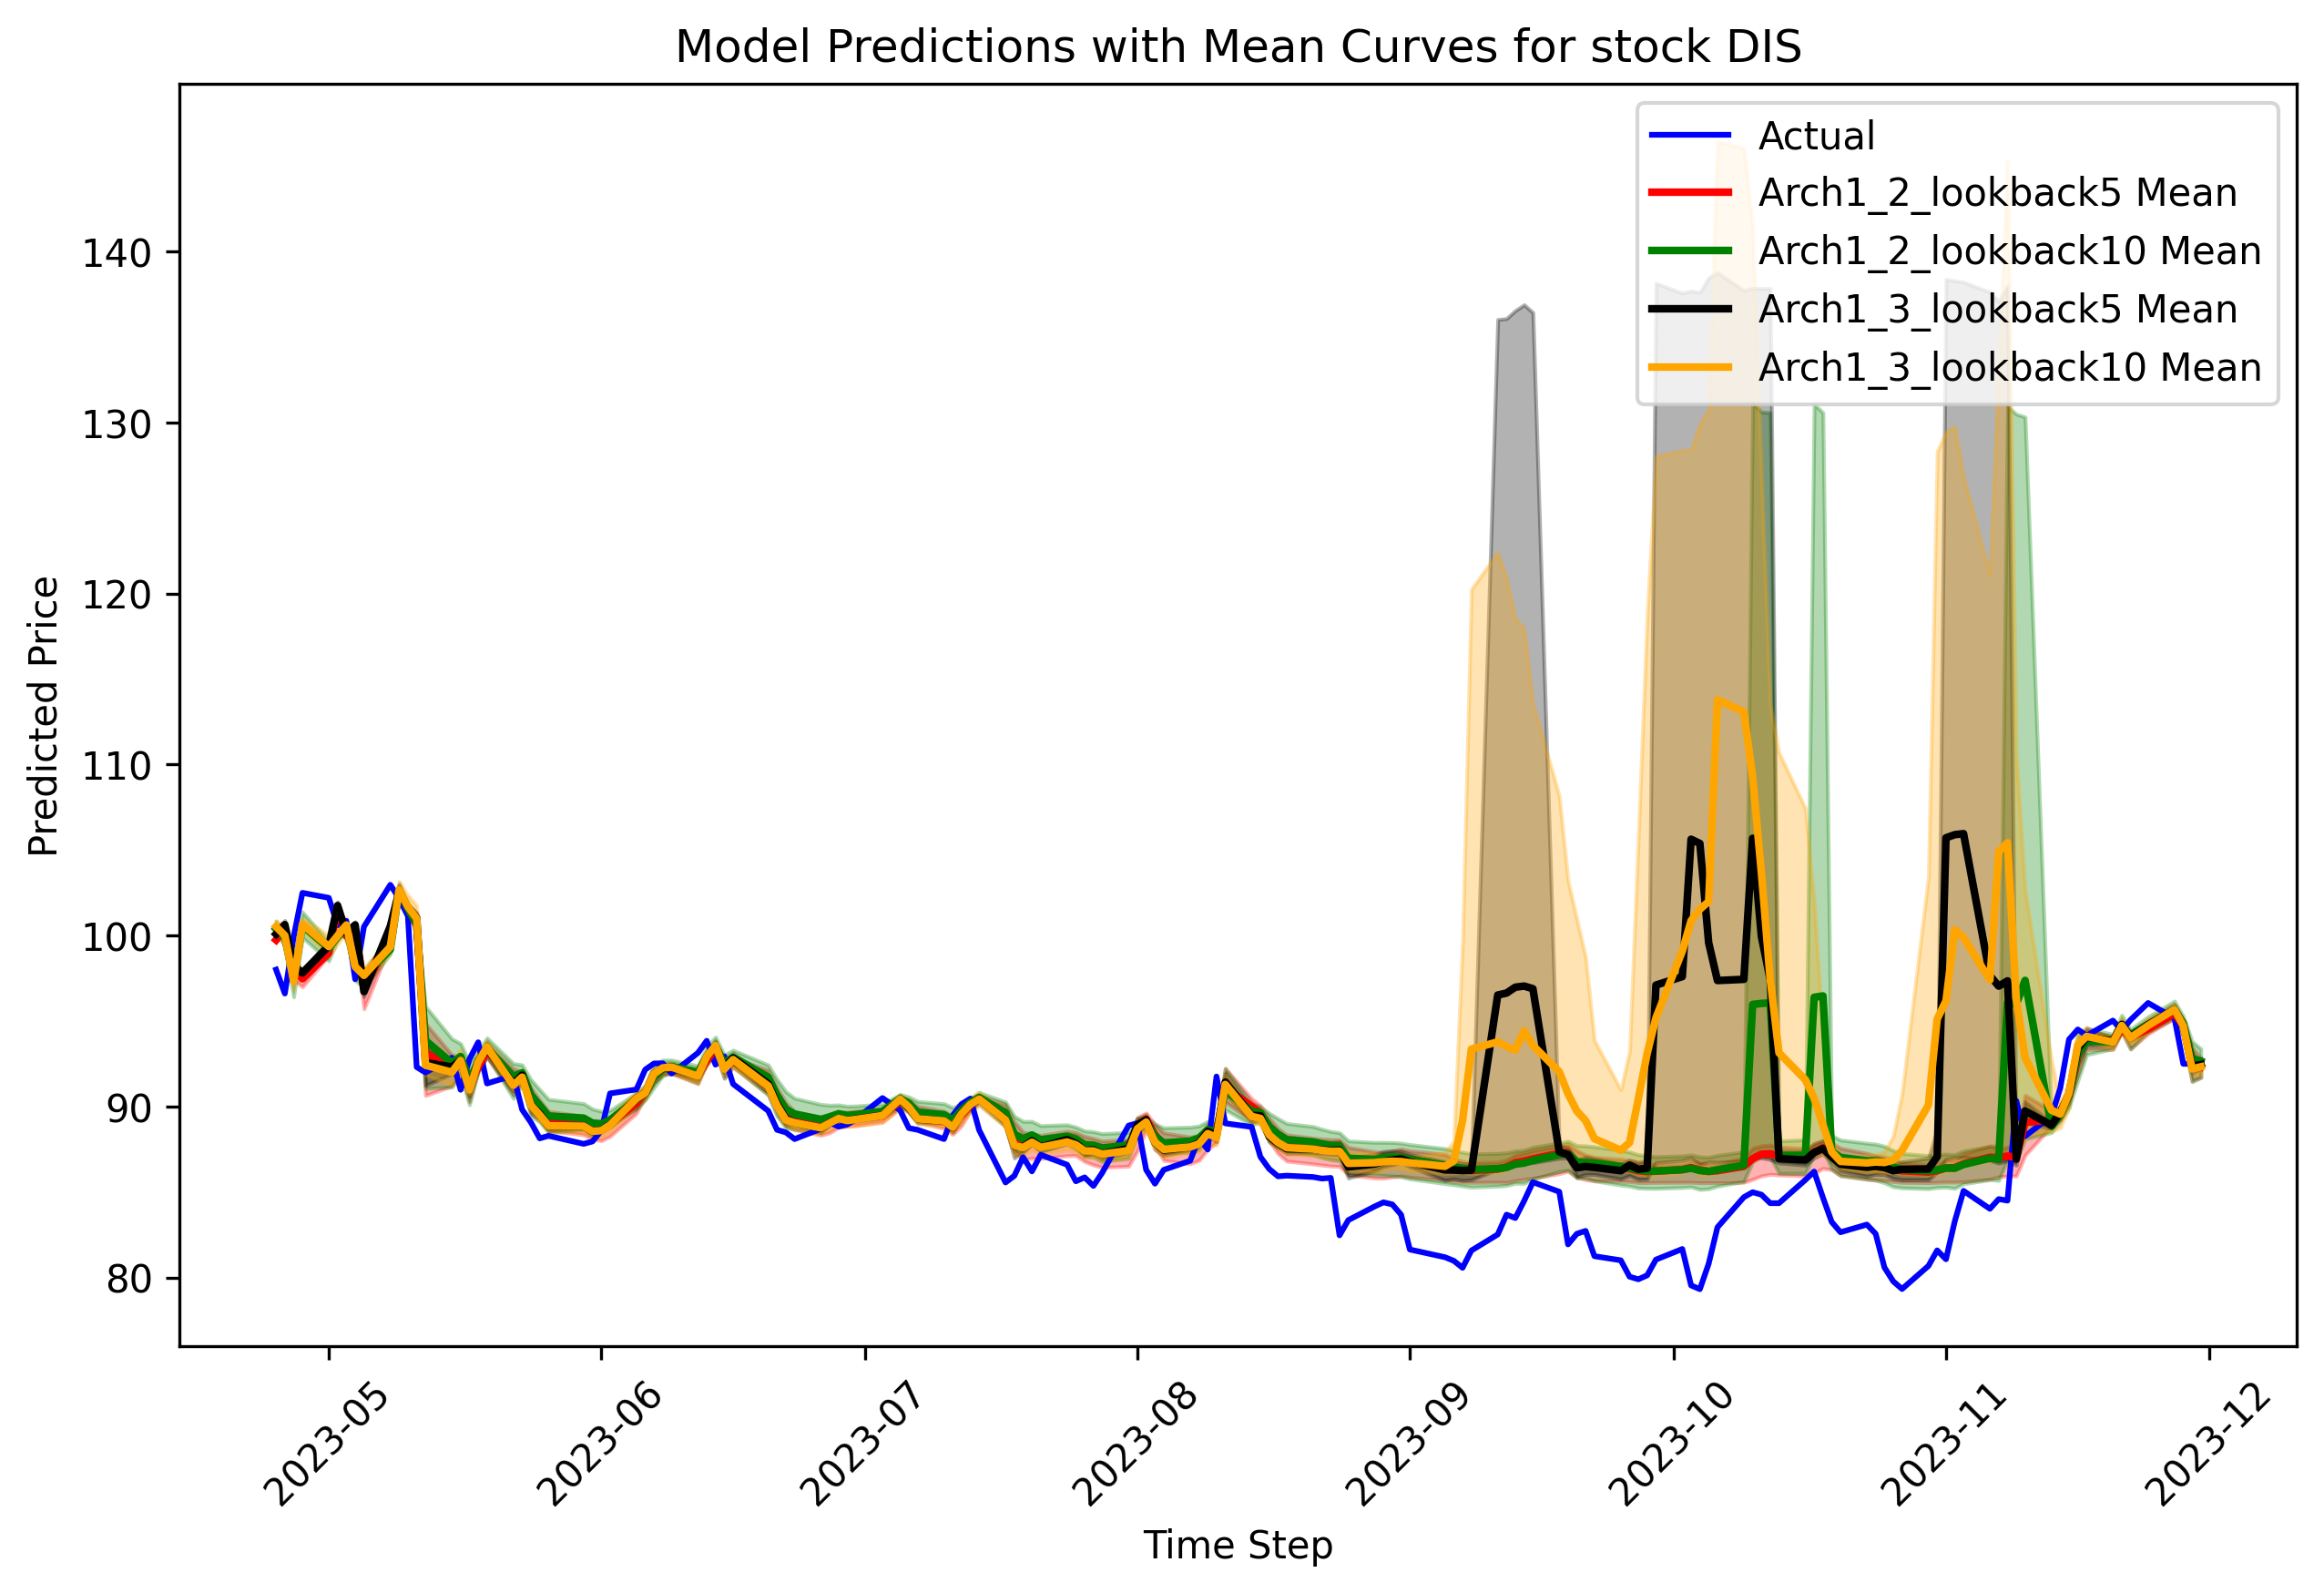 Model Predictions with Mean Curves for stock DIS
Actual
Arch1_2_lookback5 Mean
Arch1_2_lookback10 Mean
Arch1_3_lookback5 Mean
Arch1_3_lookback10 Mean
Predicted Price
140
130
120
110
100
90
80
2023-05
2023-06
2023-07
2023-08
2023-09
2023-10
2023-11
2023-12
Time Step